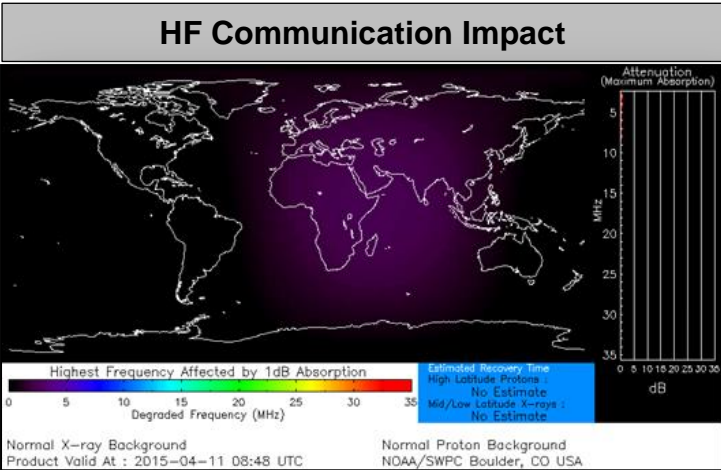 HF Communication Impact
Attenuation
(Maximum Absorption)
5
10
15
20
25
30
35
MHz
0 5 10 15 20 25 30 35
dB
Highest Frequency Affected by 1dB Absorption
0 5 10 15 20 25 30 35
Degraded Frequency (MHz)
Estimated Recovery Time
High Latitude Protons :
No Estimate
Mid/Low Latitude X-rays :
No Estimate
Normal X-ray Background
Normal Proton Background
Product Valid At : 2015-04-11 08:48 UTC
NOAA/SWPC Boulder, CO USA